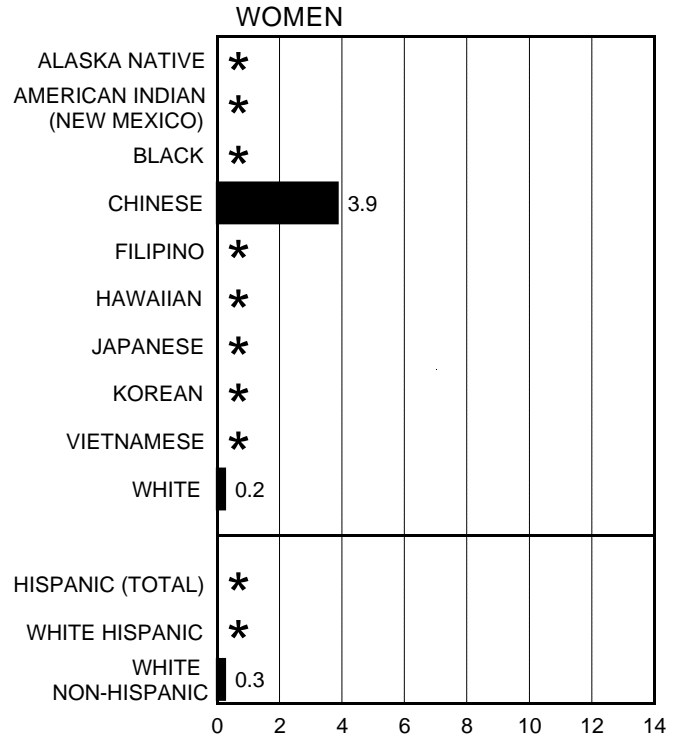 WOMEN
ALASKA NATIVE *
AMERICAN INDIAN
(NEW MEXICO) *
BLACK *
CHINESE 3.9
FILIPINO *
HAWAIIAN *
JAPANESE *
KOREAN *
VIETNAMESE *
WHITE 0.2
HISPANIC (TOTAL) *
WHITE HISPANIC *
WHITE
NON-HISPANIC 0.3
0 2 4 6 8 10 12 14